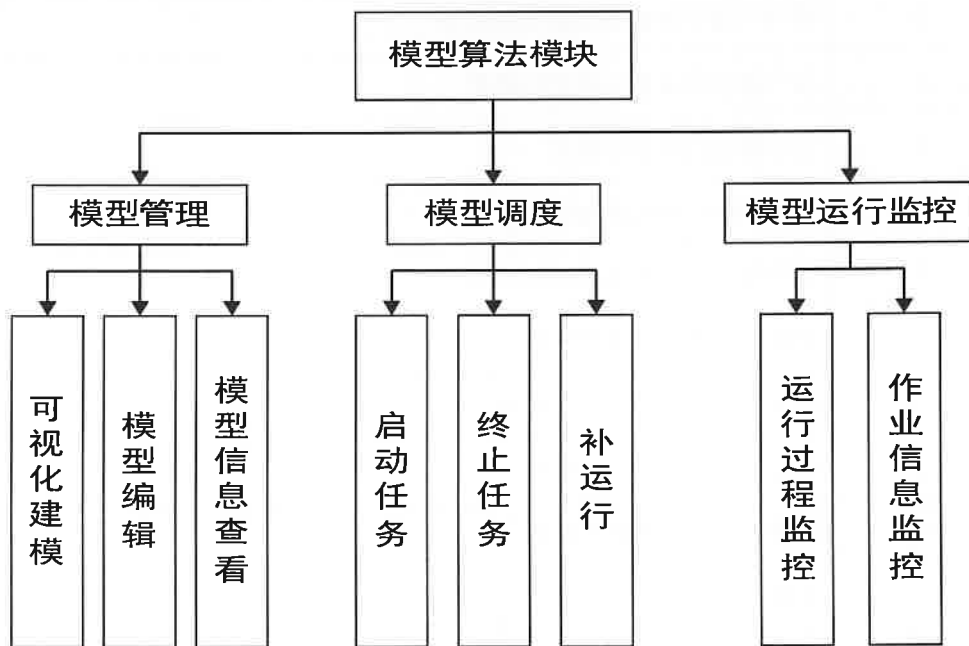 模型算法模块
模型管理
模型调度
模型运行监控
可视化建模
模型编辑
模型信息查看
启动任务
终止任务
补运行
运行过程监控
作业信息监控